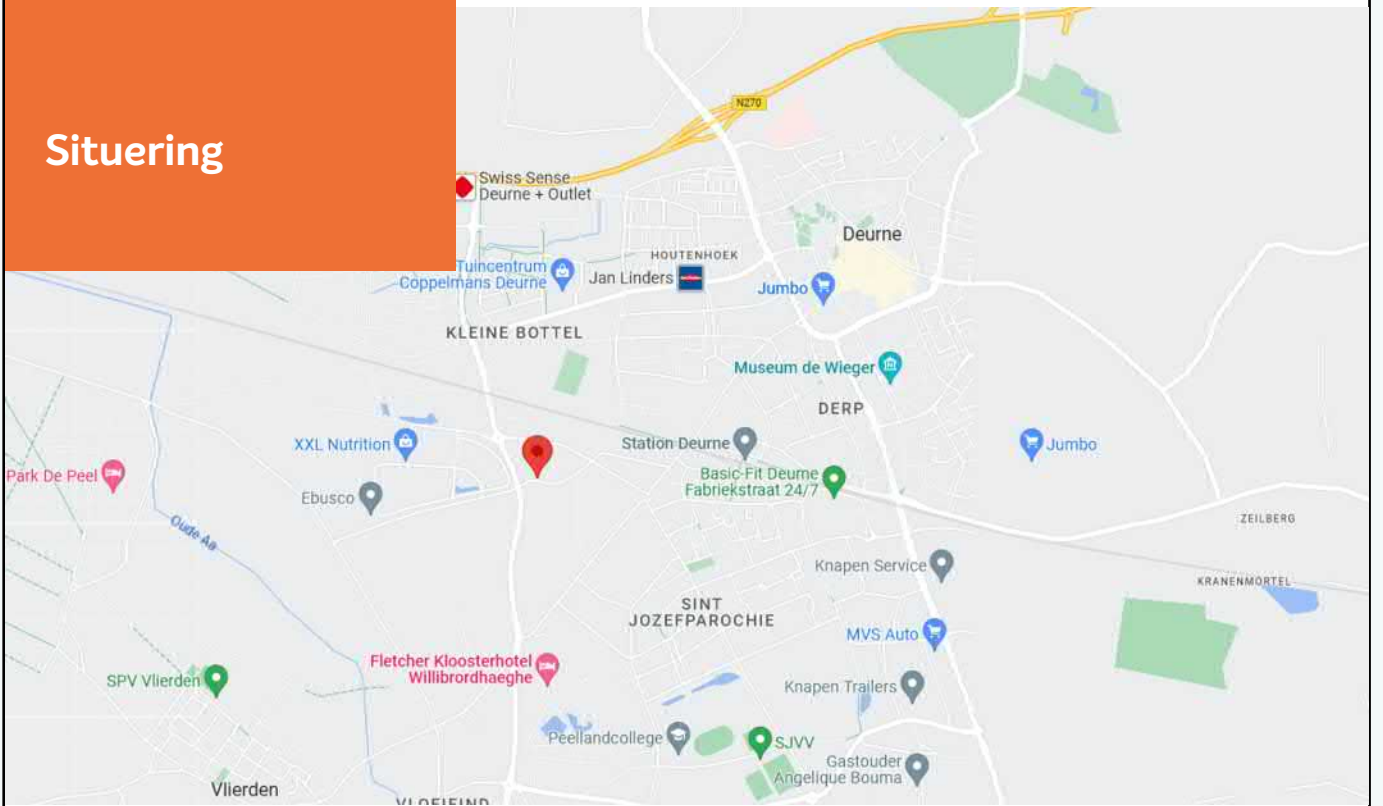 Situering
N270
Swiss Sense
Deurne + Outlet
Deurne
HOUTENHOEK
Tuincentrum
Coppelmans Deurne
Jan Linders
Jumbo
KLEINE BOTTEL
Museum de Wieger
DERP
XXL Nutrition
Station Deurne
Jumbo
Park De Peel
Basic-Fit Deurne
Fabriekstraat 24/7
Ebusco
Oude Aa
ZEILBERG
Knapen Service
KRANENMORTEL
SINT
JOZEFPAROCHIE
MVS Auto
Fletcher Kloosterhotel
Willibrordhaeghe
SPV Vlierden
Knapen Trailers
Peellandcollege
SJVV
Gastouder
Angelique Bouma
Vlierden
VLOEIEIND